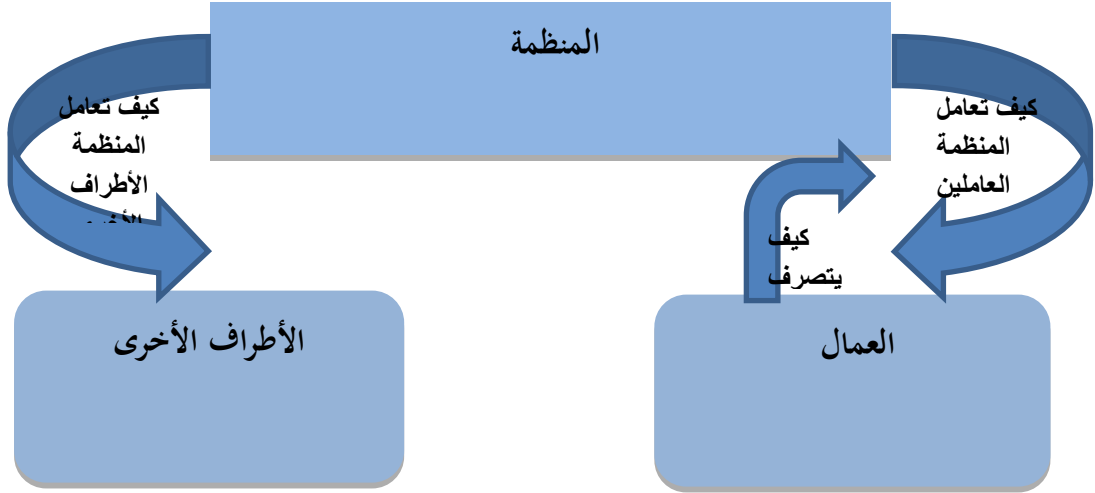 المنظمة
كيف تعامل
المنظمة
العاملين
كيف تعامل
المنظمة
الأطراف
كيف
يتصرف
العمال
الأطراف الأخرى